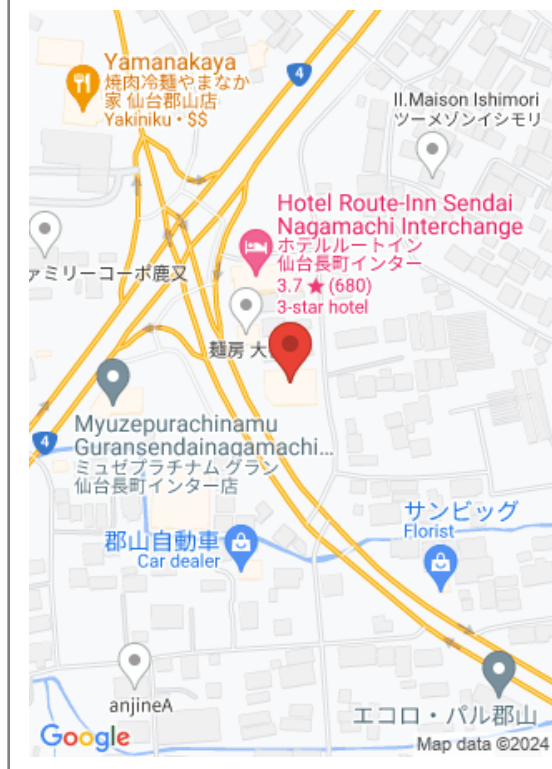 4
Yamanakaya
焼肉冷麺やまなか
家 仙台郡山店
Yakiniku・$$
II.Maison Ishimori
ツーメゾンイシモリ
Hotel Route-Inn Sendai
Nagamachi Interchange
ホテルルートイン
仙台長町インター
3.7 ★ (680)
3-star hotel
ァミリーコーポ鹿又
麺房 大
Myuzepurachinamu
Guransendainagamachi...
ミュゼプラチナム グラン
仙台長町インター店
4
郡山自動車
Car dealer
サンビッグ
Florist
anjineA
エコロ・パル郡山
Google
Map data ©2024